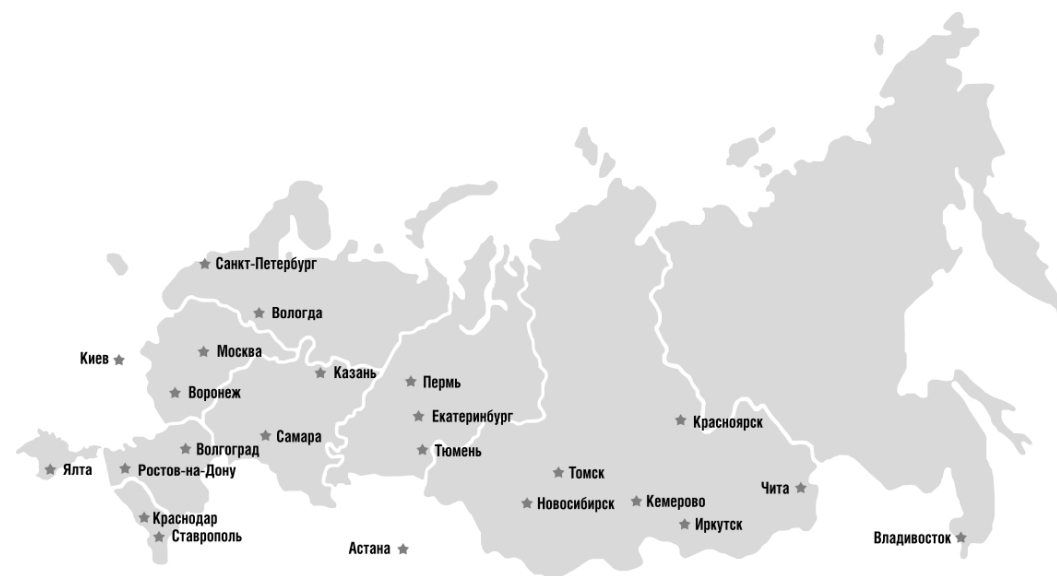 Санкт-Петербург
Вологда
Москва
Киев
Казань
Пермь
Воронеж
Екатеринбург
Красноярск
Самара
Волгоград
Тюмень
Ялта
Ростов-на-Дону
Томск
Чита
Новосибирск
Кемерово
Краснодар
Иркутск
Ставрополь
Владивосток
Астана